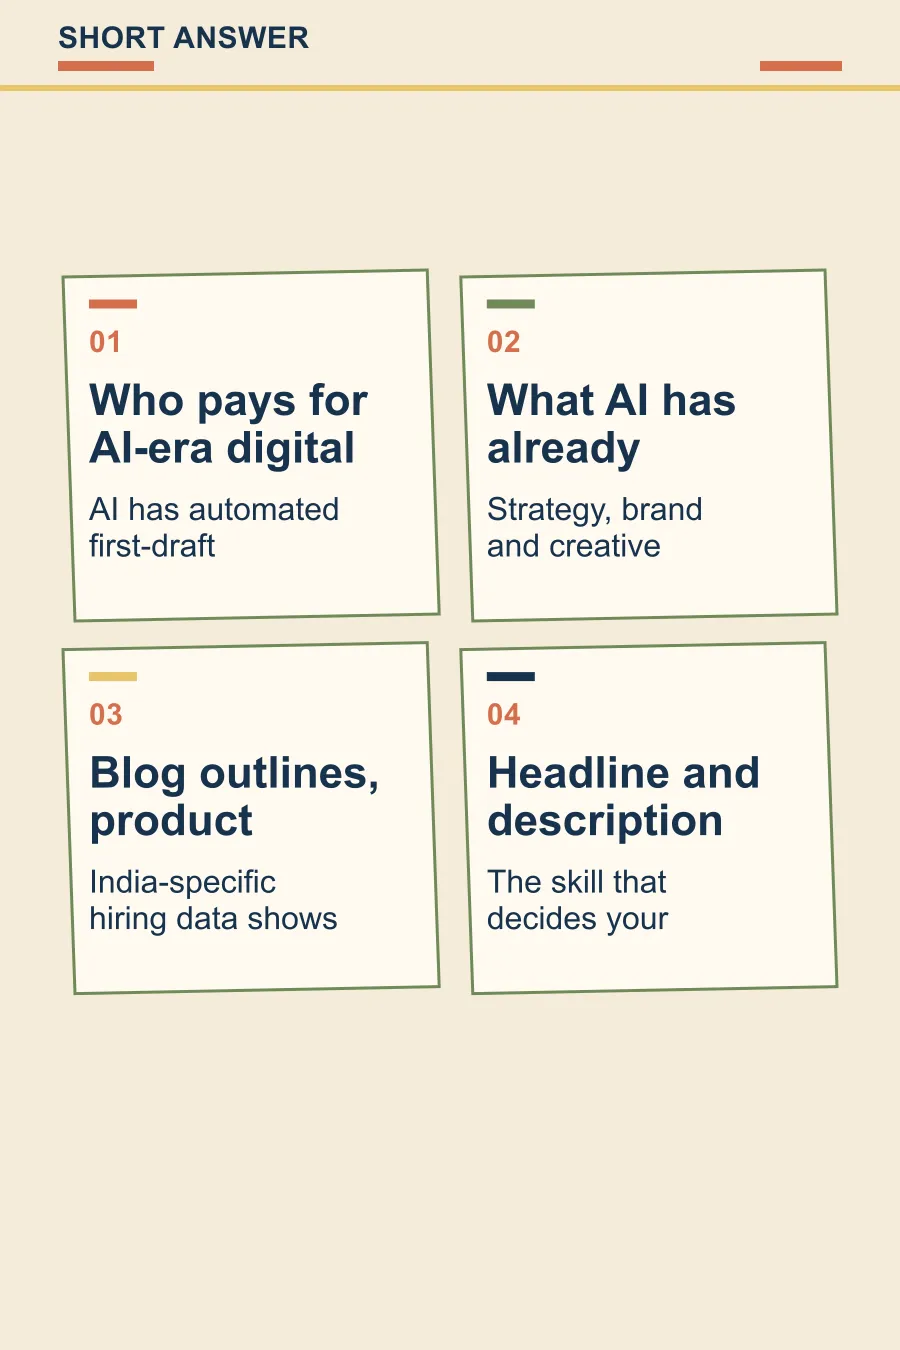 SHORT ANSWER
01
Who pays for
AI-era digital
AI has automated
first-draft
02
What AI has
already
Strategy, brand
and creative
03
Blog outlines,
product
India-specific
hiring data shows
04
Headline and
description
The skill that
decides your